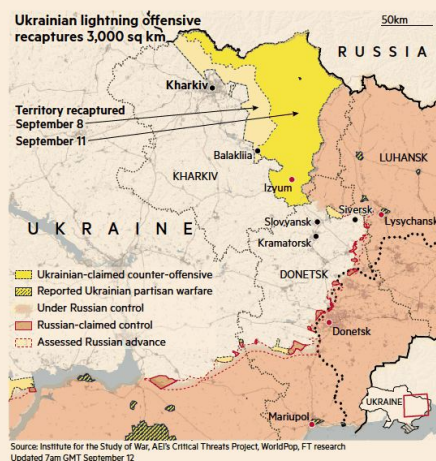 Ukrainian lightning offensive
recaptures 3,000 sq km
50km
RUSSIA
Kharkiv
Territory recaptured
September 8
September 11
Balakliia
LUHANSK
KHARKIV
Izyum
UKRAINE
Slovyansk
Siversk
Lysychansk
Kramatorsk
DONETSK
Ukrainian-claimed counter-offensive
Reported Ukrainian partisan warfare
Under Russian control
Russian-claimed control
Assessed Russian advance
Donetsk
UKRAINE
Mariupol
Source: Institute for the Study of War, AEI's Critical Threats Project, WorldPop, FT research
Updated 7am GMT September 12